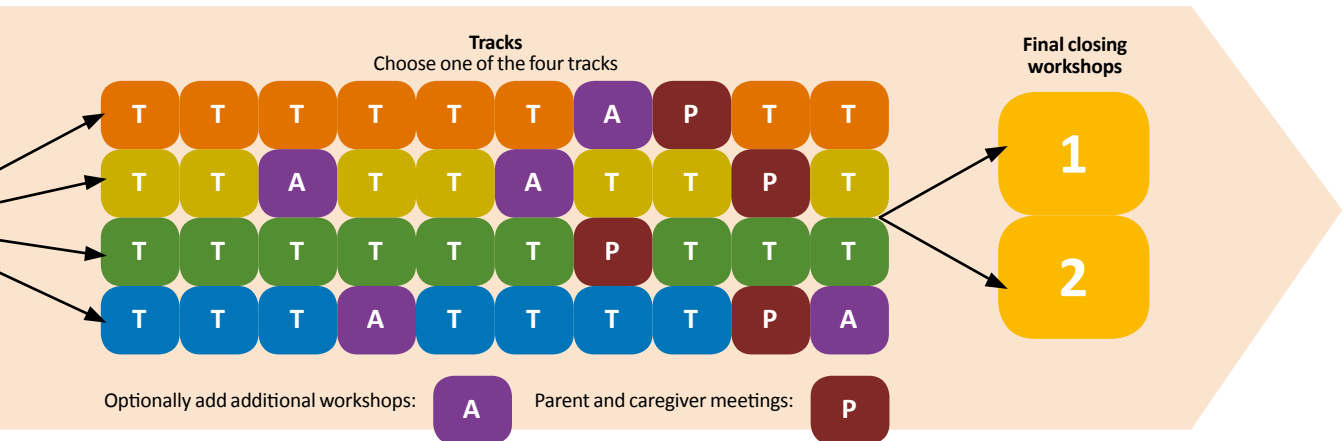 Tracks
Choose one of the four tracks
Final closing
workshops
T T T T T T A P T T
T T A T T A T T P T
T T T T T T P T T T
T T T A T T T T P A
1
2
Optionally add additional workshops: A Parent and caregiver meetings: P